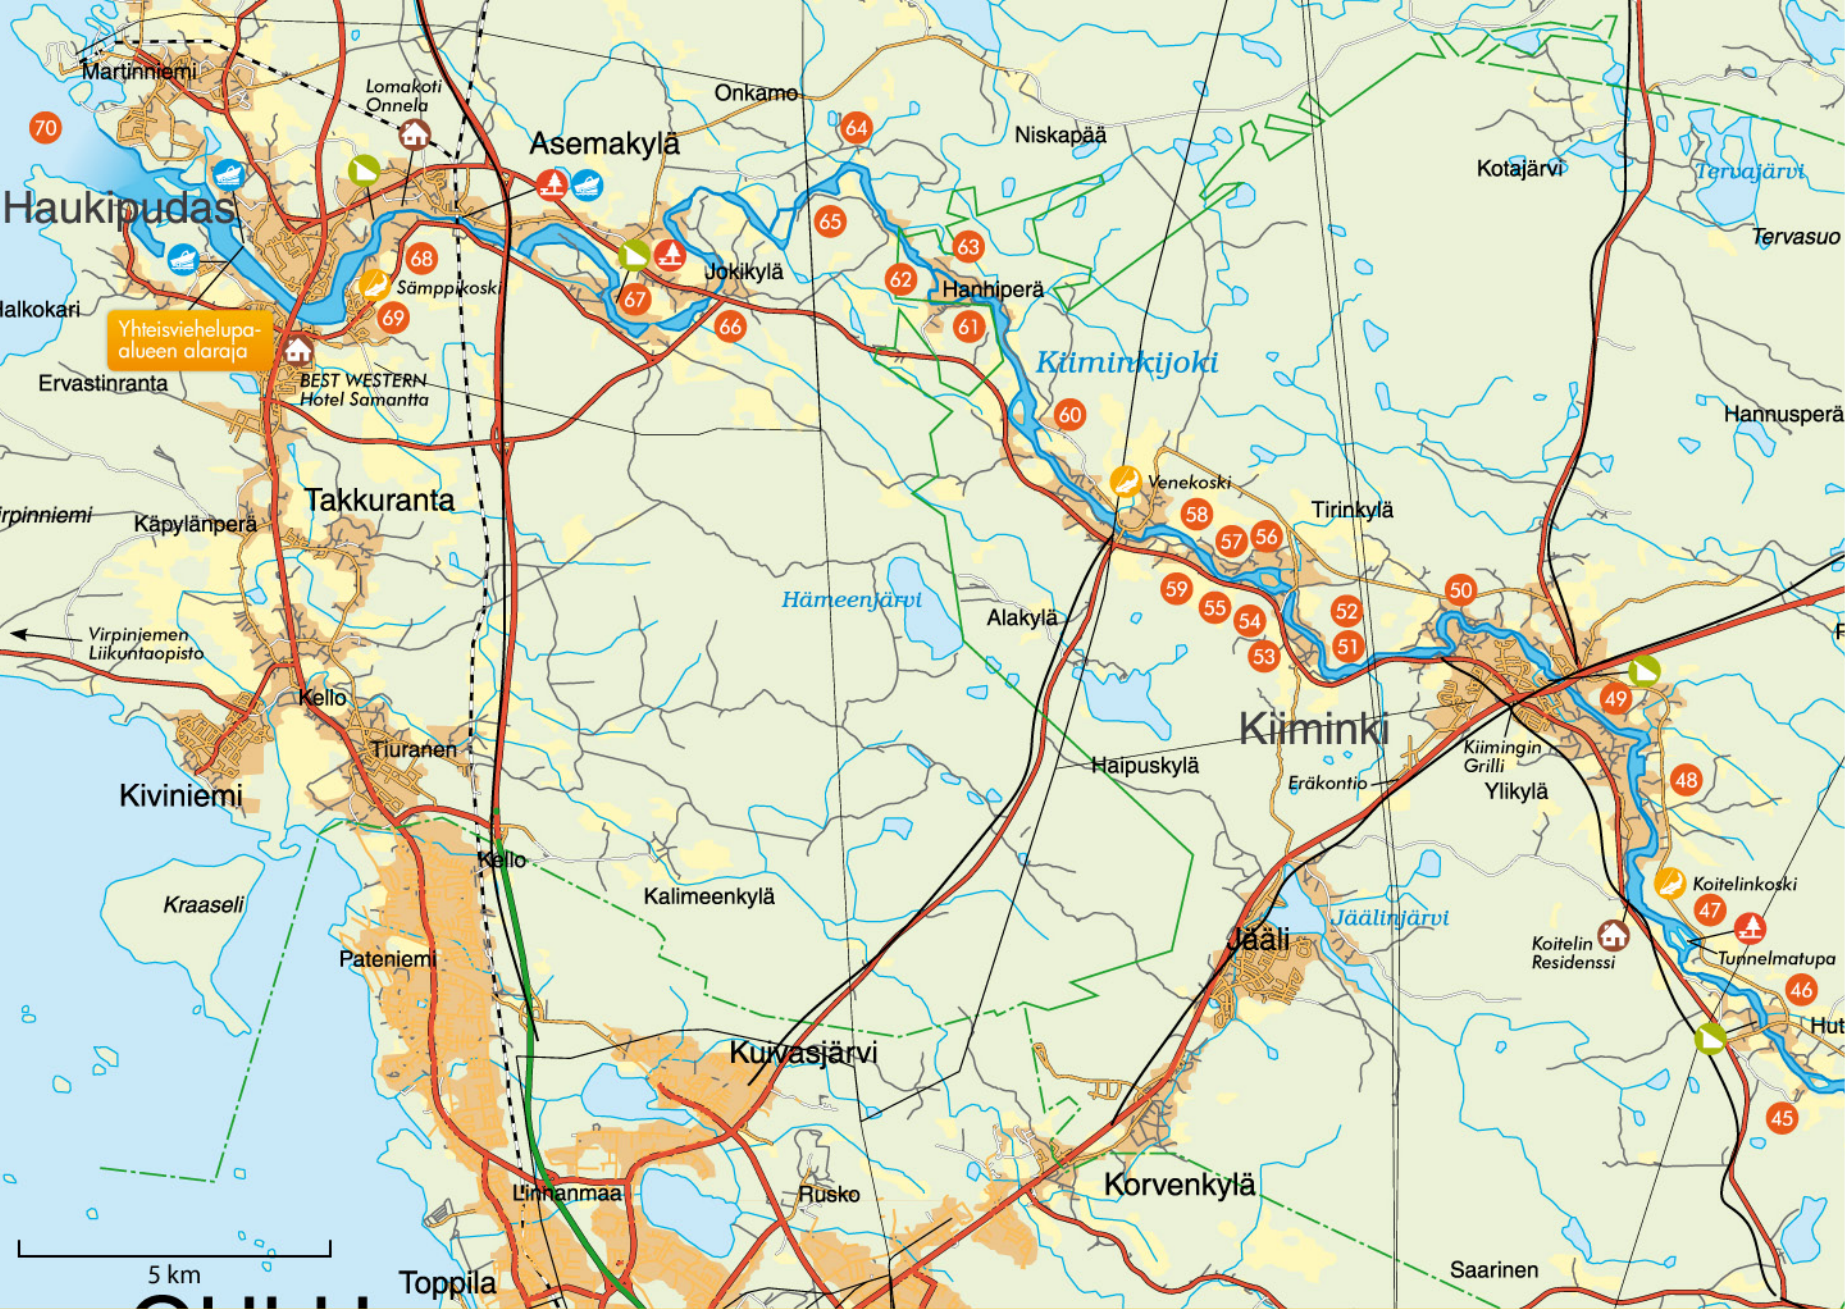 Martinniemi
Lomakoti
Onnela
70
Onkamo
64
Asemakylä
Niskapää
Kotajärvi
Tervajärvi
Haukipudas
65
Tervasuo
68
63
62
Jokikylä
Hanhiperä
Sämppikoski
67
69
66
61
Halkokari
Yhteisviehelupa-
alueen alaraja
Kiiminkijoki
Ervastinranta
BEST WESTERN
Hotel Samantta
60
Hannusperä
Venekoski
Takkuranta
Tirinkylä
58
57
56
Käpylänperä
59
55
54
53
52
51
50
Hämeenjärvi
Alakylä
Virpiniemen
Liikuntaopisto
Kello
49
Kiiminki
Tiuranen
Kiimingin
Grilli
Haipuskylä
Eräkontio
48
Ylikylä
Kiviniemi
Kello
Kalimeenkylä
Koitelinkoski
47
Kraaseli
Jäälinjärvi
Jääli
Koitelin
Residenssi
Tunnelmatupa
Pateniemi
46
Hut
Kuivasjärvi
45
Korvenkylä
Linnanmaa
Rusko
5 km
Toppila
Saarinen